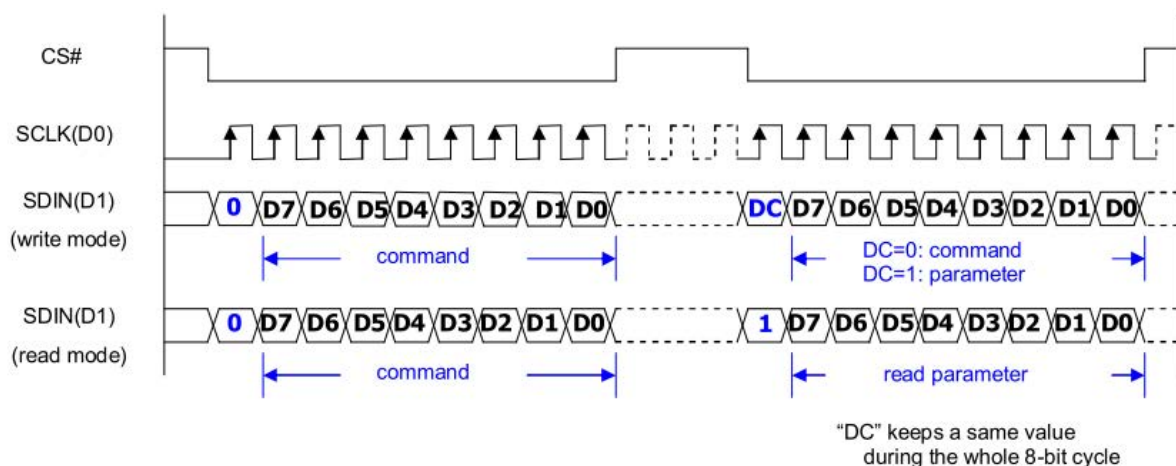 CS#
SCLK(D0)
SDIN(D1) 0 D7 D6 D5 D4 D3 D2 D1 D0 DC D7 D6 D5 D4 D3 D2 D1 D0
(write mode)
command
DC=0: command
DC=1: parameter
SDIN(D1) 0 D7 D6 D5 D4 D3 D2 D1 D0 1 D7 D6 D5 D4 D3 D2 D1 D0
(read mode)
command
read parameter
“DC” keeps a same value
during the whole 8-bit cycle